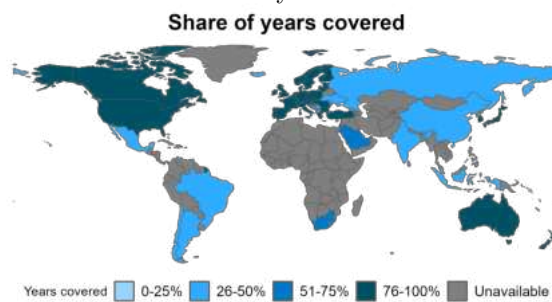 Share of years covered
Years covered 0-25% 26-50% 51-75% 76-100% Unavailable